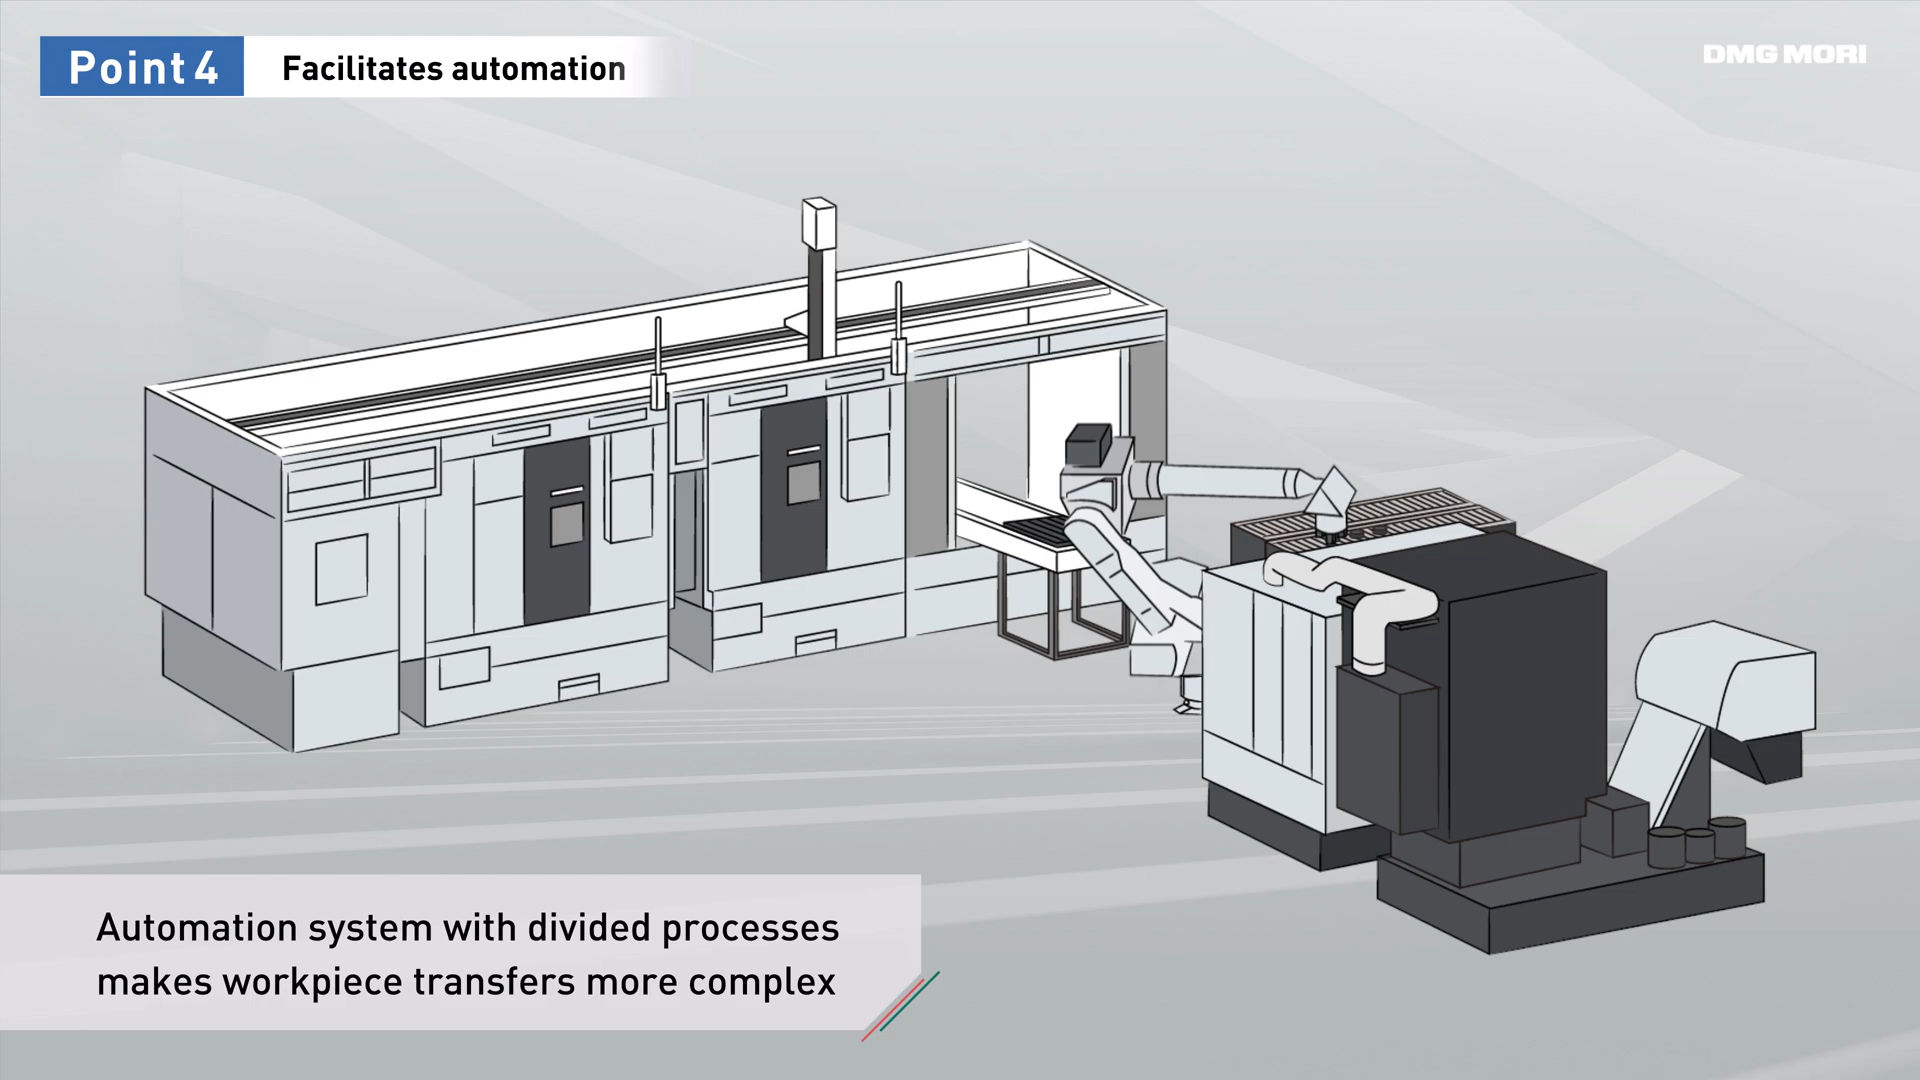 Point 4
Facilitates automation
DMG MORI
Automation system with divided processes
makes workpiece transfers more complex